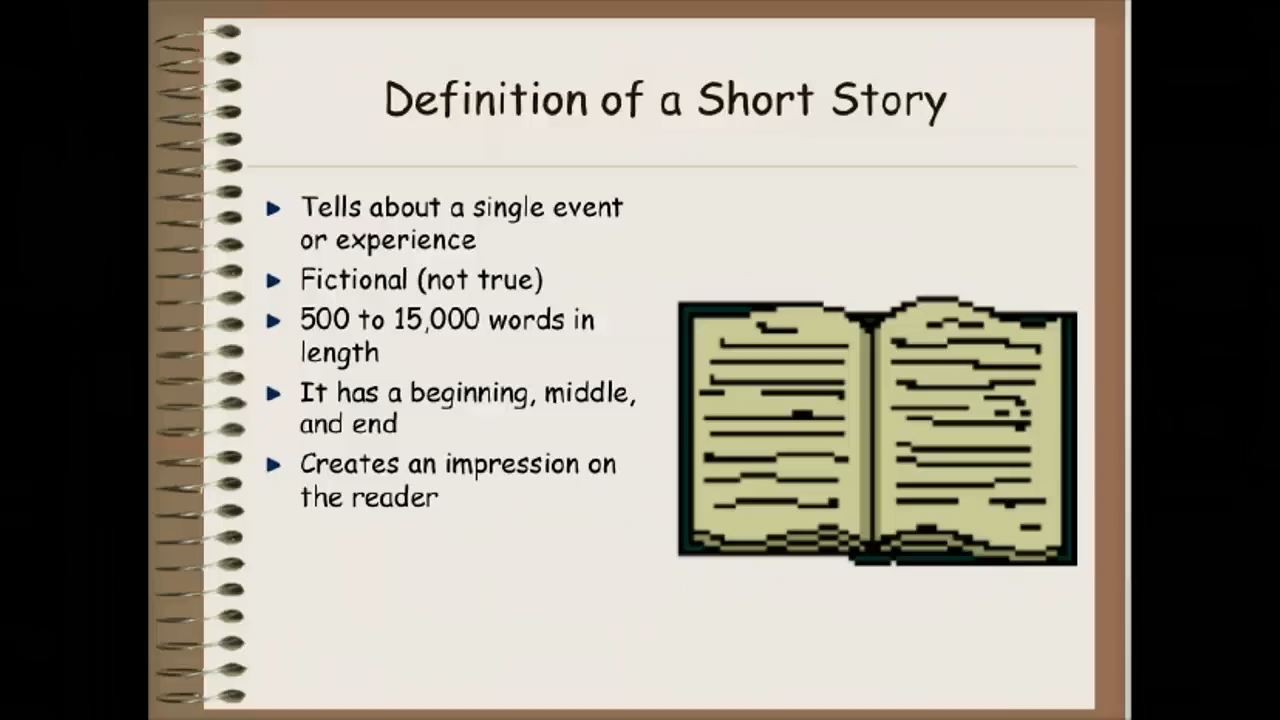 Definition of a Short Story
Tells about a single event
or experience
Fictional (not true)
500 to 15,000 words in
length
It has a beginning, middle,
and end
Creates an impression on
the reader